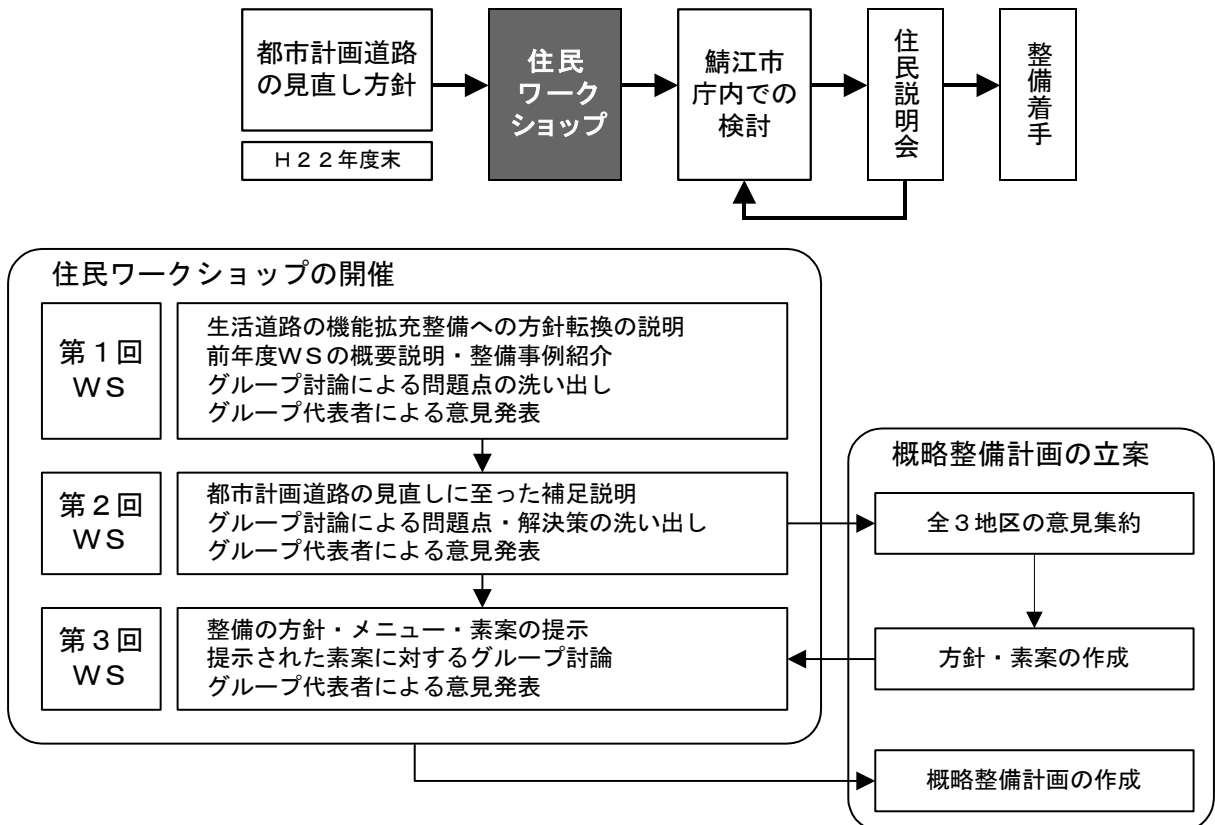 都市計画道路
の見直し方針
H22年度末
住民
ワーク
ショップ
鯖江市
庁内での
検討
住民説明会
整備着手
住民ワークショップの開催
第1回
WS
生活道路の機能拡充整備への方針転換の説明
前年度WSの概要説明・整備事例紹介
グループ討論による問題点の洗い出し
グループ代表者による意見発表
第2回
WS
都市計画道路の見直しに至った補足説明
グループ討論による問題点・解決策の洗い出し
グループ代表者による意見発表
第3回
WS
整備の方針・メニュー・素案の提示
提示された素案に対するグループ討論
グループ代表者による意見発表
概略整備計画の立案
全3地区の意見集約
方針・素案の作成
概略整備計画の作成